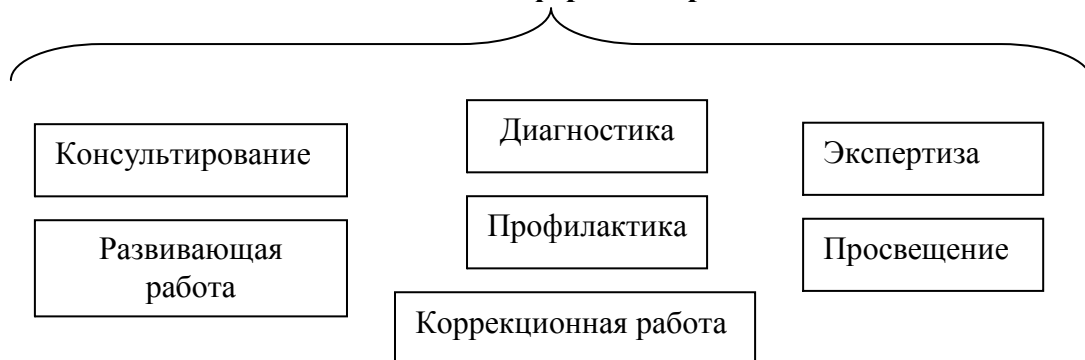 Консультирование
Диагностика
Экспертиза
Развивающая
работа
Профилактика
Просвещение
Коррекционная работа